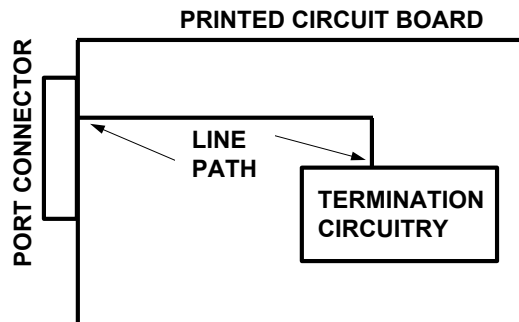 PRINTED CIRCUIT BOARD
PORT CONNECTOR
LINE
PATH
TERMINATION
CIRCUITRY